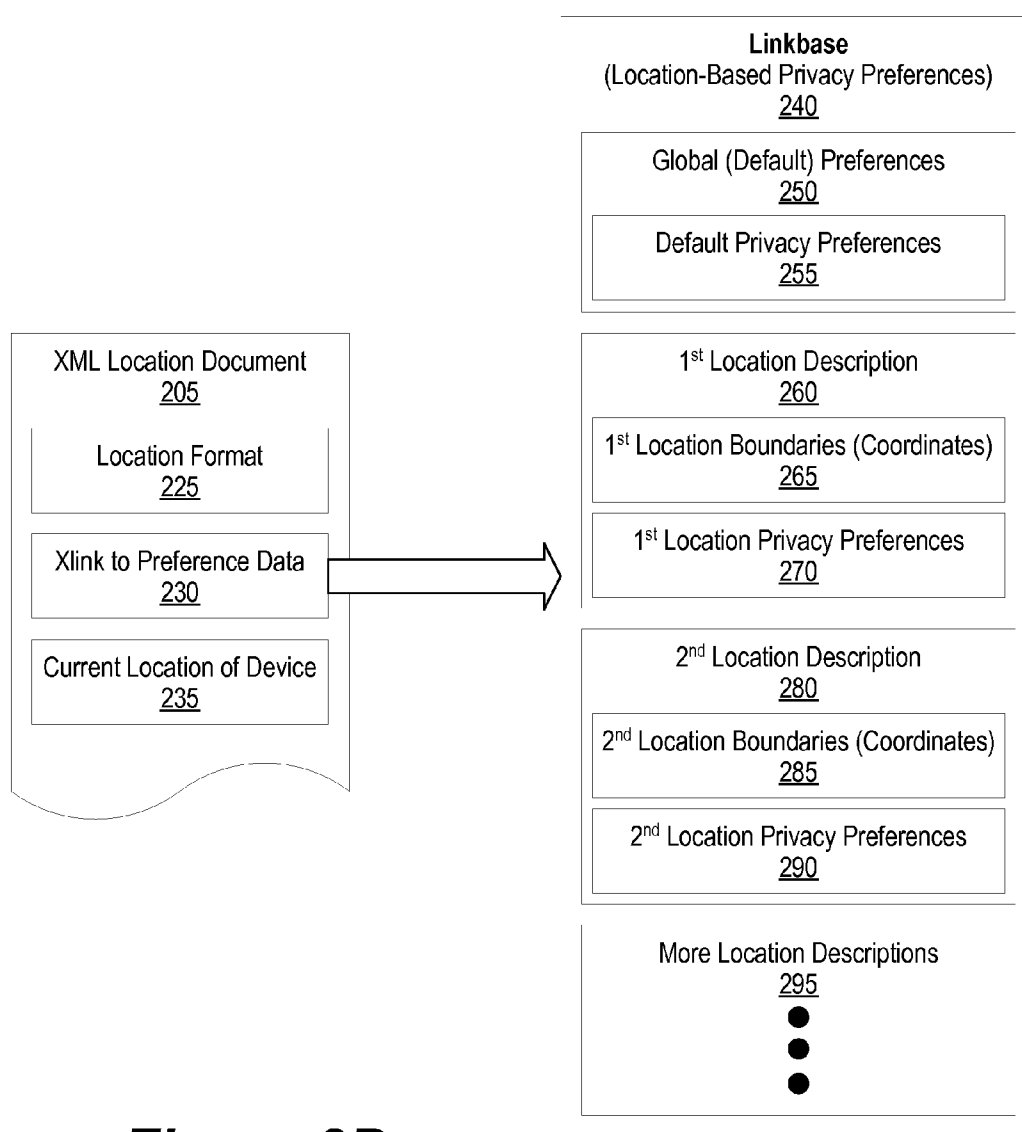 Linkbase
(Location-Based Privacy Preferences)
240
Global (Default) Preferences
250
Default Privacy Preferences
255
XML Location Document
205
Location Format
225
Xlink to Preference Data
230
Current Location of Device
235
1st Location Description
260
1st Location Boundaries (Coordinates)
265
1st Location Privacy Preferences
270
2nd Location Description
280
2nd Location Boundaries (Coordinates)
285
2nd Location Privacy Preferences
290
More Location Descriptions
295